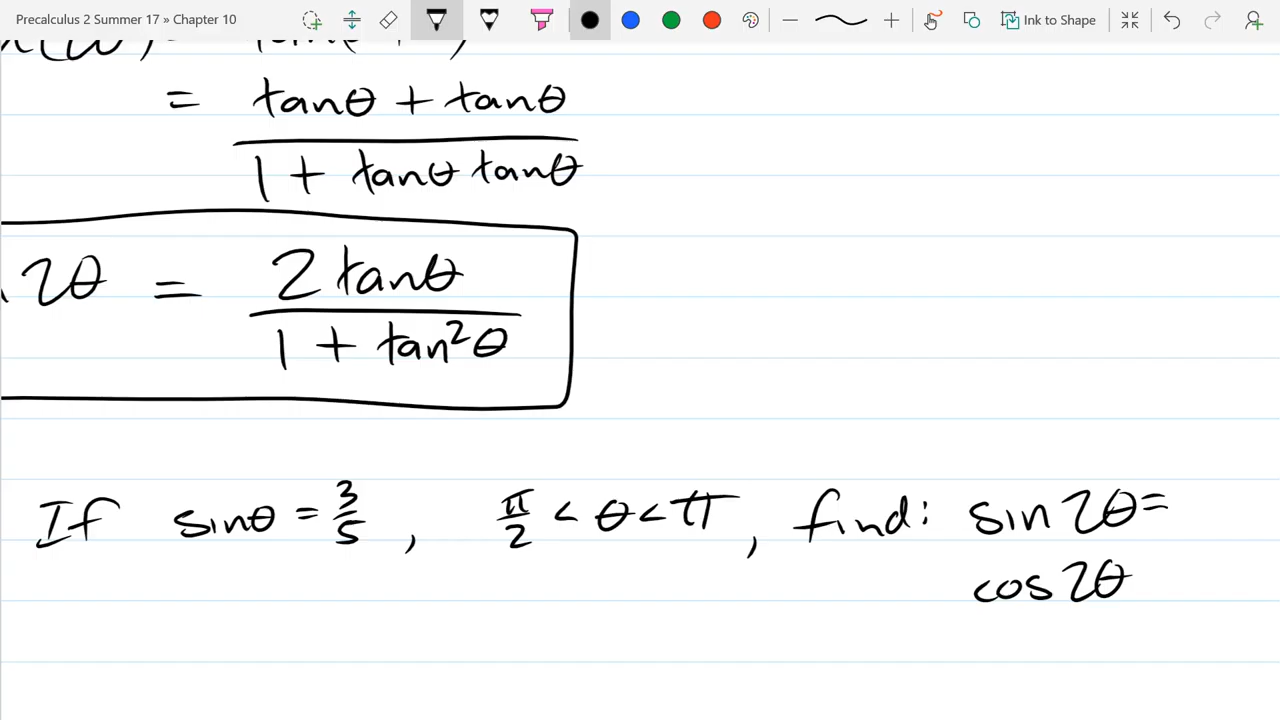 Precalculus 2 Summer 17 » Chapter 10
Ink to Shape
= tanθ + tanθ
1 + tanθ tanθ
2θ = 2 tanθ
1 + tan²θ
If sinθ = 3/5, π/2 < θ < π, find: sin 2θ =
cos 2θ